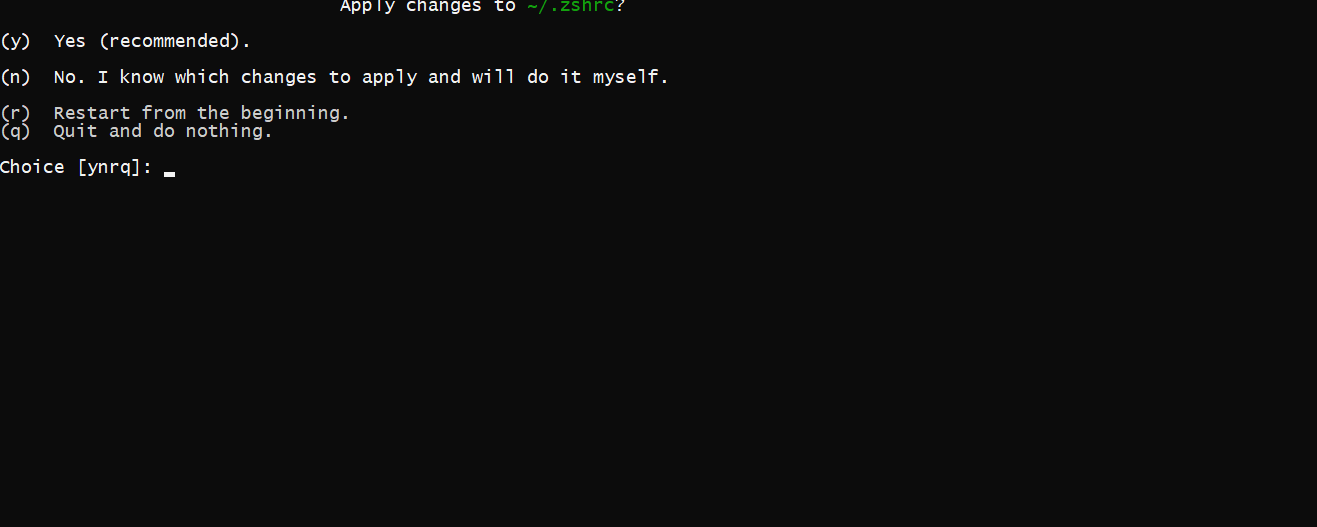 Apply changes to ~/.zshrc?
(y)  Yes (recommended).
(n)  No. I know which changes to apply and will do it myself.
(r)  Restart from the beginning.
(q)  Quit and do nothing.
Choice [ynrq]: